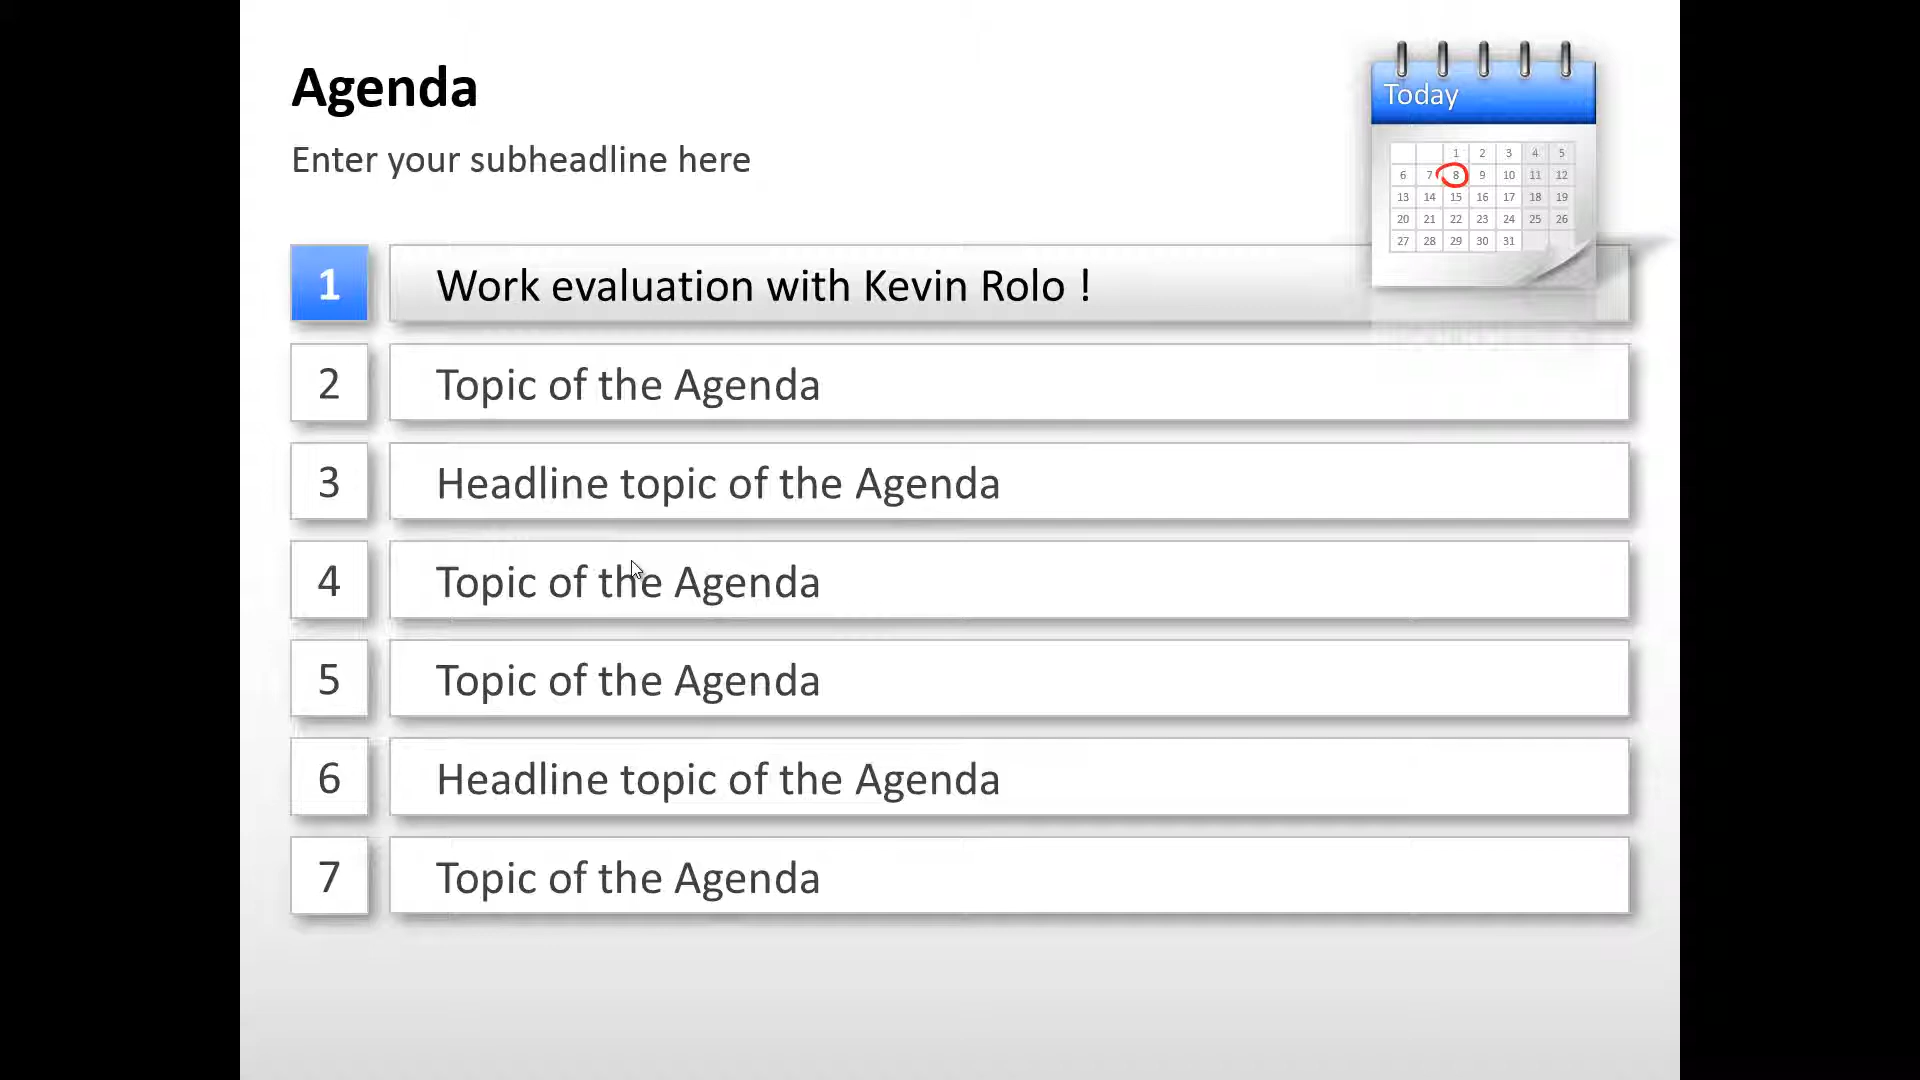 Agenda
Enter your subheadline here
Today
1 2 3 4 5
6 7 8 9 10 11 12
13 14 15 16 17 18 19
20 21 22 23 24 25 26
27 28 29 30 31
1 Work evaluation with Kevin Rolo !
2 Topic of the Agenda
3 Headline topic of the Agenda
4 Topic of the Agenda
5 Topic of the Agenda
6 Headline topic of the Agenda
7 Topic of the Agenda